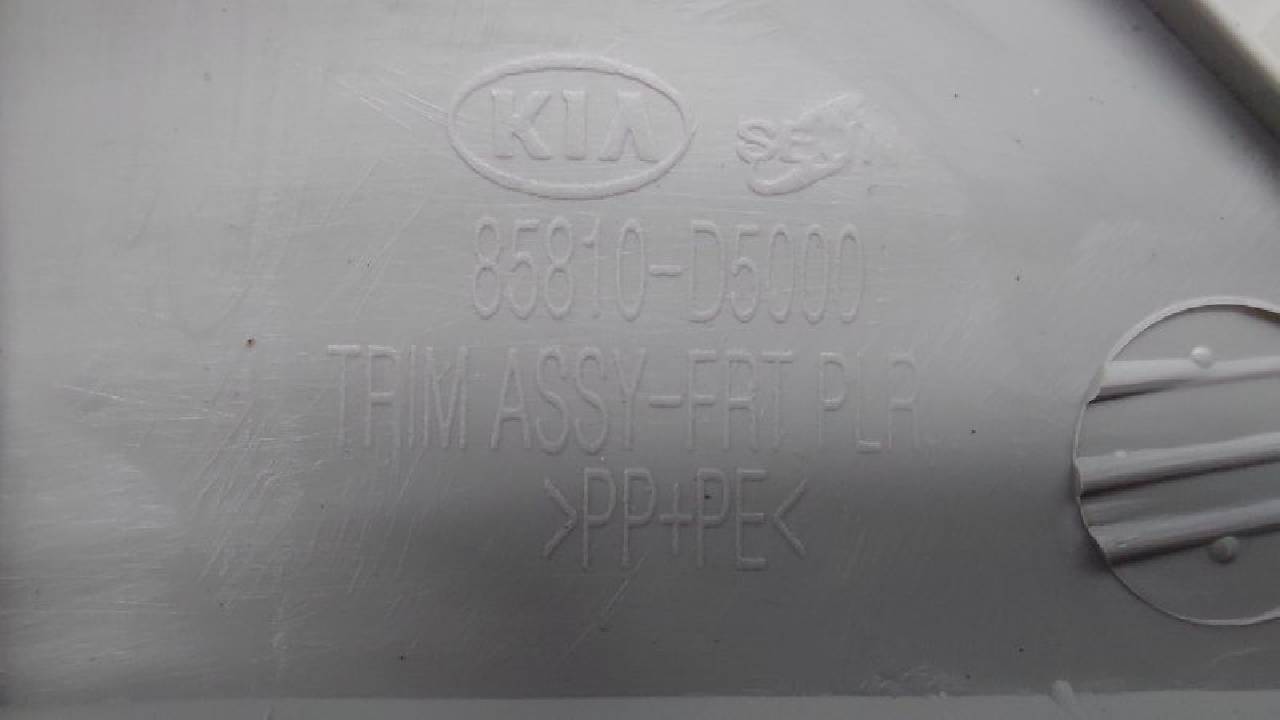 KIA
85810-D5000
TRIM ASSY-FRT PLR
>PP+PE<